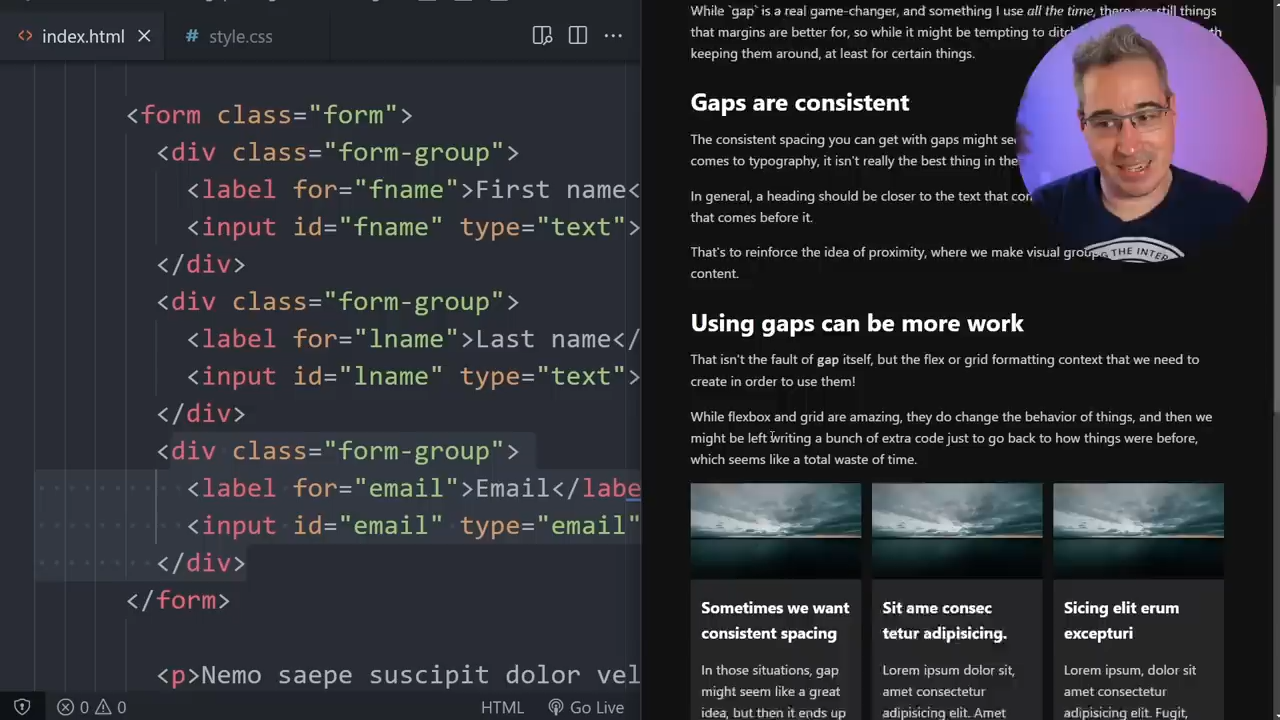 index.html
style.css
<form class="form">
<div class="form-group">
<label for="fname">First name<
<input id="fname" type="text">
</div>
<div class="form-group">
<label for="lname">Last name</
<input id="lname" type="text">
</div>
<div class="form-group">
<label for="email">Email</labe
<input id="email" type="email"
</div>
</form>
<p>Nemo saepe suscipit dolor vel
0 0
HTML
Go Live
While `gap` is a real game-changer, and something I use all the time, there are still things
that margins are better for, so while it might be tempting to ditch
keeping them around, at least for certain things.
Gaps are consistent
The consistent spacing you can get with gaps might
comes to typography, it isn't really the best thing in
In general, a heading should be closer to the text that
that comes before it.
That's to reinforce the idea of proximity, where we make visual
content.
Using gaps can be more work
That isn't the fault of gap itself, but the flex or grid formatting context that we need to
create in order to use them!
While flexbox and grid are amazing, they do change the behavior of things, and then we
might be left writing a bunch of extra code just to go back to how things were before,
which seems like a total waste of time.
Sometimes we want
consistent spacing
In those situations, gap
might seem like a great
idea, but then it ends up
Sit ame consec
tetur adipisicing.
Lorem ipsum dolor sit,
amet consectetur
adipisicing elit. Amet
Sicing elit erum
excepturi
Lorem ipsum, dolor sit
amet consectetur
adipisicing elit. Fugit,
THE INTER